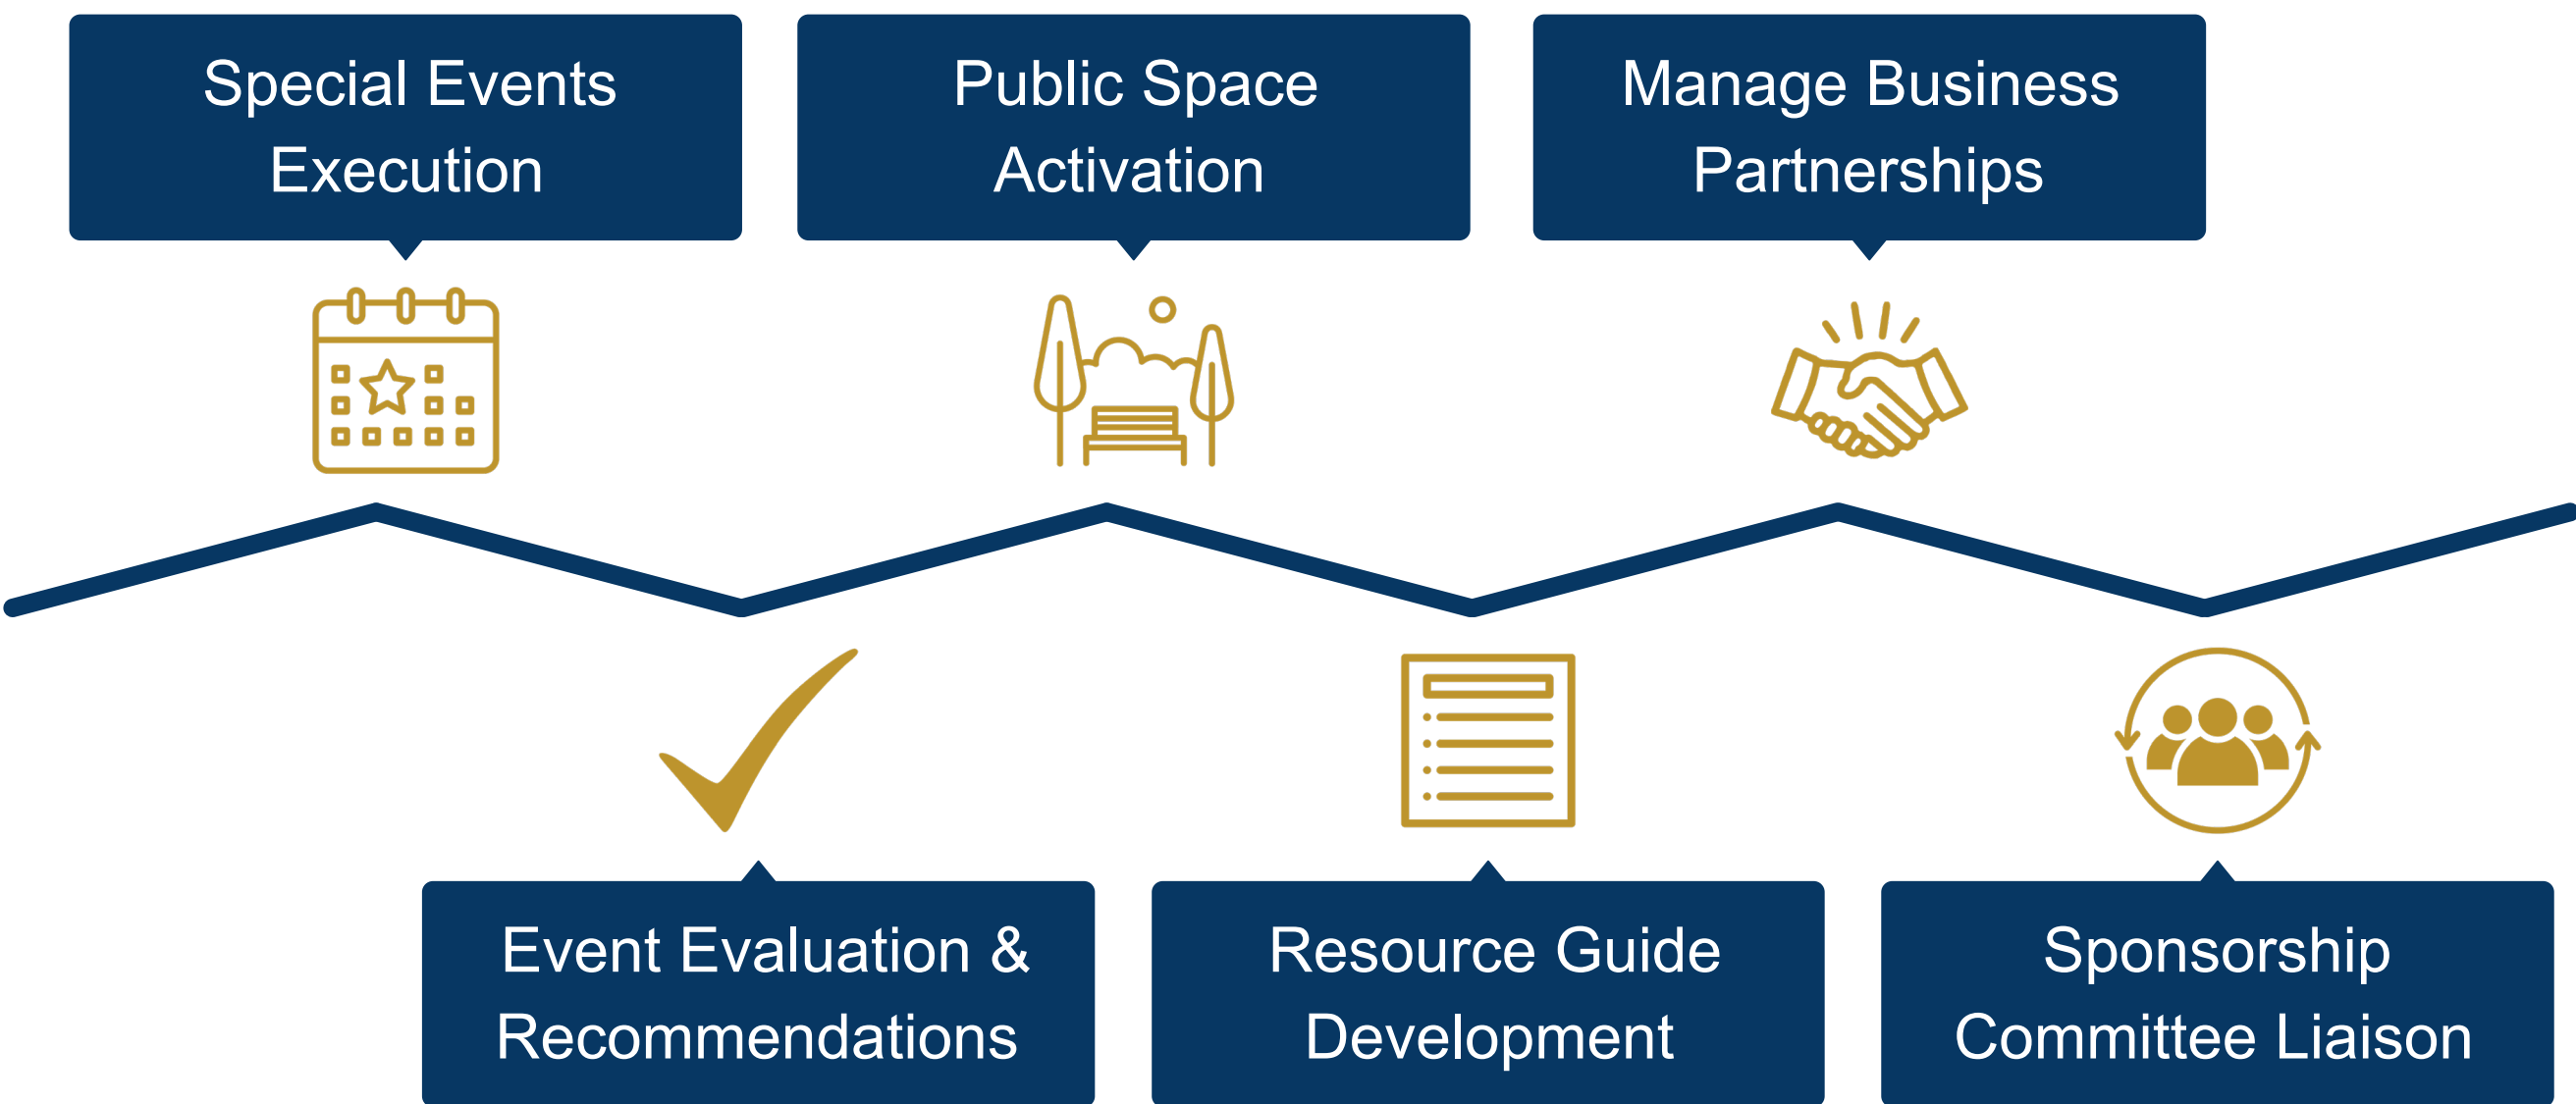 Special Events
Execution
Public Space
Activation
Manage Business
Partnerships
Event Evaluation &
Recommendations
Resource Guide
Development
Sponsorship
Committee Liaison